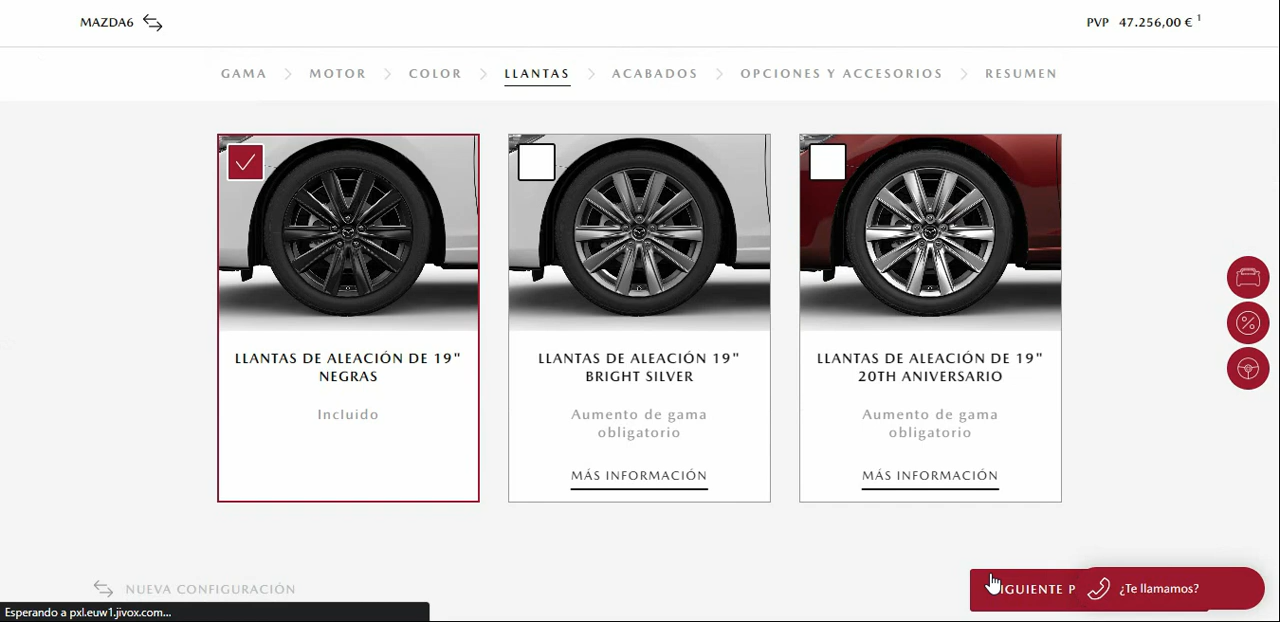 MAZDA6
PVP 47.256,00 € 1
GAMA MOTOR COLOR LLANTAS ACABADOS OPCIONES Y ACCESORIOS RESUMEN
LLANTAS DE ALEACIÓN DE 19"
NEGRAS
Incluido
LLANTAS DE ALEACIÓN 19"
BRIGHT SILVER
Aumento de gama
obligatorio
MÁS INFORMACIÓN
LLANTAS DE ALEACIÓN DE 19"
20TH ANIVERSARIO
Aumento de gama
obligatorio
MÁS INFORMACIÓN
NUEVA CONFIGURACIÓN
IGUIENTE P
¿Te llamamos?
Esperando a pxl.euw1.jivox.com...